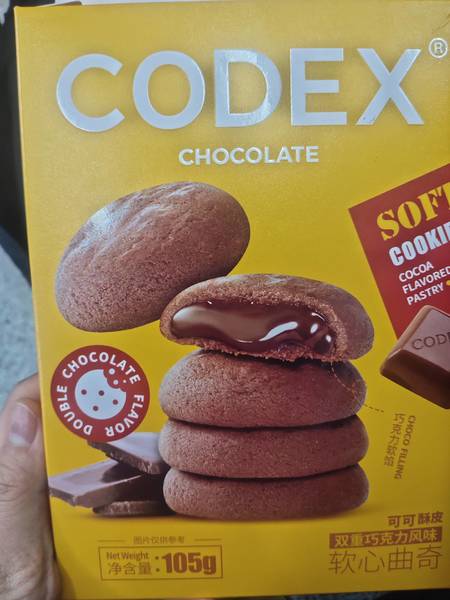 CODEX®
CHOCOLATE
SOFT
COOKIE
COCOA
FLAVORED
PASTRY
CODE
DOUBLE CHOCOLATE FLAVOR
CHOCO FILLING
巧克力夹馅
可可酥皮
双重巧克力风味
软心曲奇
图片仅供参考
Net Weight
净含量:105g